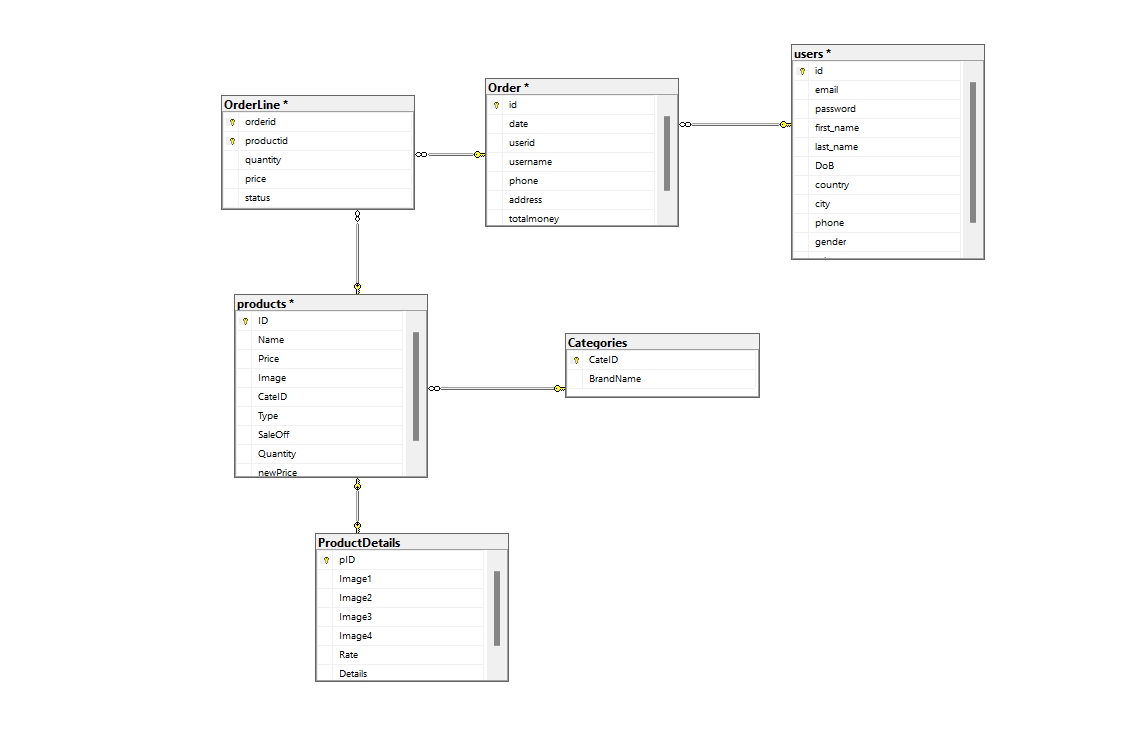 users *
id
email
password
first_name
last_name
DoB
country
city
phone
gender
Order *
id
date
userid
username
phone
address
totalmoney
OrderLine *
orderid
productid
quantity
price
status
products *
ID
Name
Price
Image
CateID
Type
SaleOff
Quantity
newPrice
Categories
CateID
BrandName
ProductDetails
pID
Image1
Image2
Image3
Image4
Rate
Details